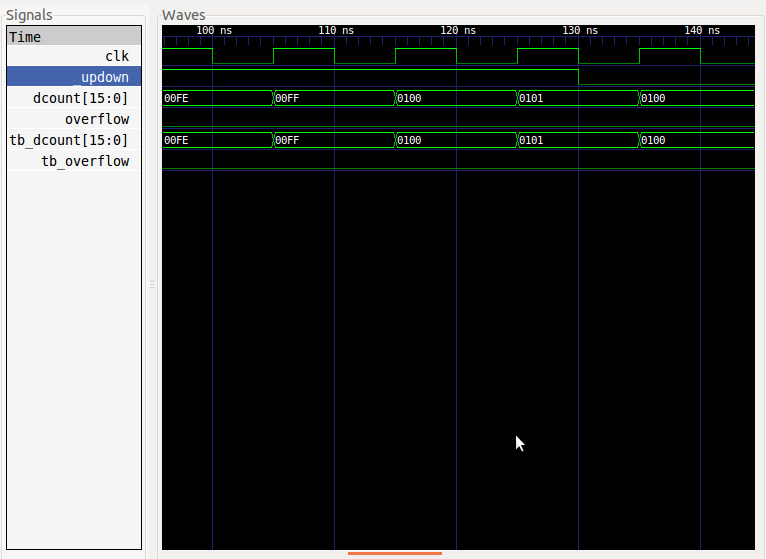 Signals
Waves
Time
100 ns 110 ns 120 ns 130 ns 140 ns
clk
_updown
dcount[15:0] 00FE 00FF 0100 0101 0100
overflow
tb_dcount[15:0] 00FE 00FF 0100 0101 0100
tb_overflow